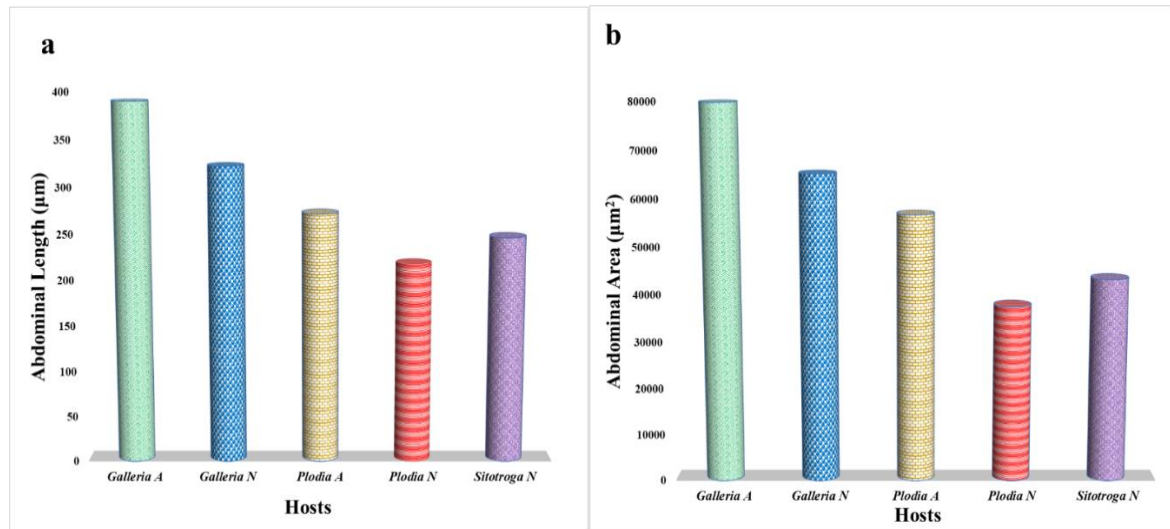 a
Abdominal Length (µm)
400
350
300
250
200
150
100
50
0
Galleria A Galleria N Plodia A Plodia N Sitotroga N
Hosts
b
Abdominal Area (µm²)
80000
70000
60000
50000
40000
30000
20000
10000
0
Galleria A Galleria N Plodia A Plodia N Sitotroga N
Hosts